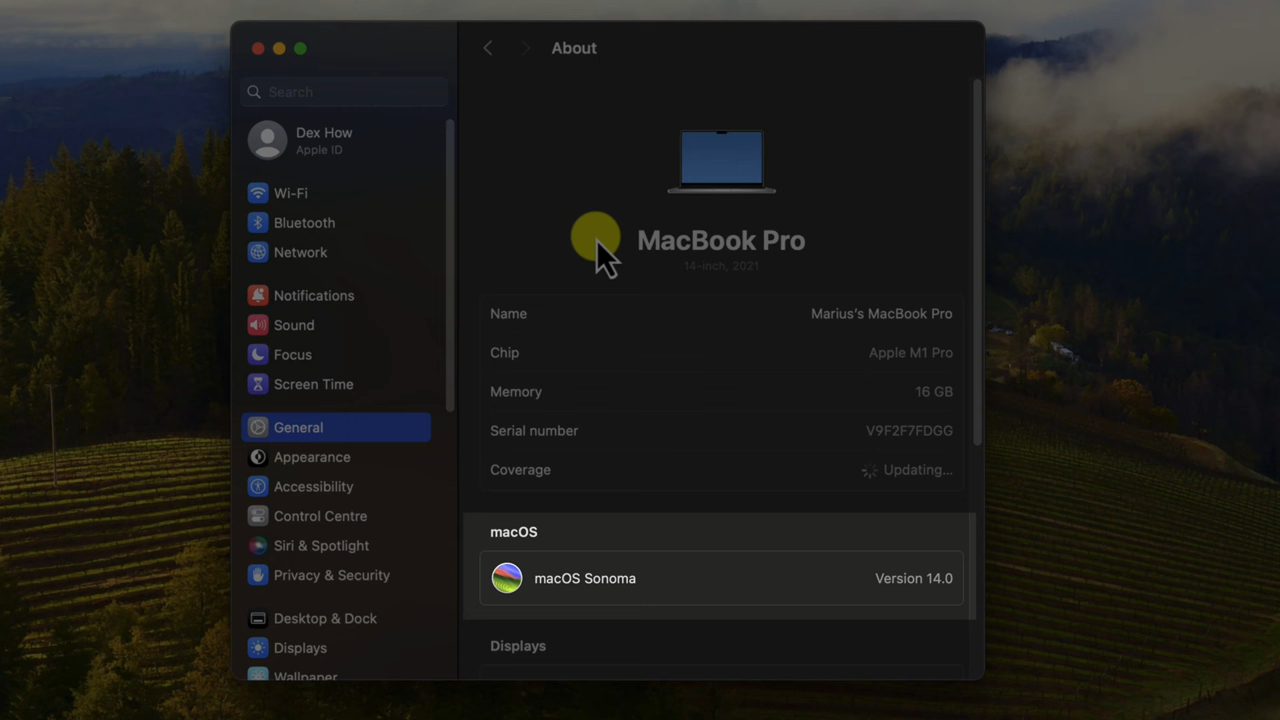 About
Search
Dex How
Apple ID
Wi-Fi
Bluetooth
Network
Notifications
Sound
Focus
Screen Time
General
Appearance
Accessibility
Control Centre
Siri & Spotlight
Privacy & Security
Desktop & Dock
Displays
Wallpaper
MacBook Pro
14-inch, 2021
Name Marius's MacBook Pro
Chip Apple M1 Pro
Memory 16 GB
Serial number V9F2F7FDGG
Coverage Updating...
macOS
macOS Sonoma Version 14.0
Displays